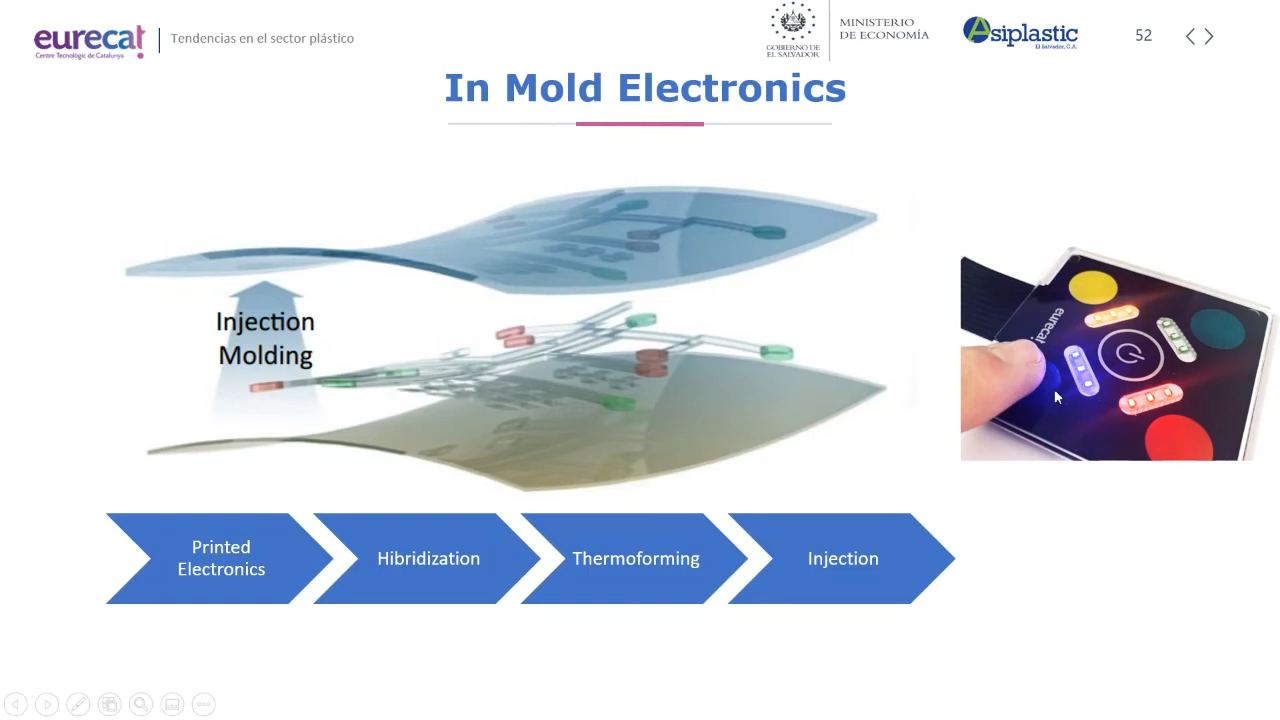 eurecat
Centre Tecnològic de Catalunya
Tendencias en el sector plástico
GOBIERNO DE
EL SALVADOR
MINISTERIO
DE ECONOMÍA
Asiplastic
El Salvador, C.A.
52
In Mold Electronics
Injection
Molding
eurecat
Printed
Electronics
Hibridization
Thermoforming
Injection